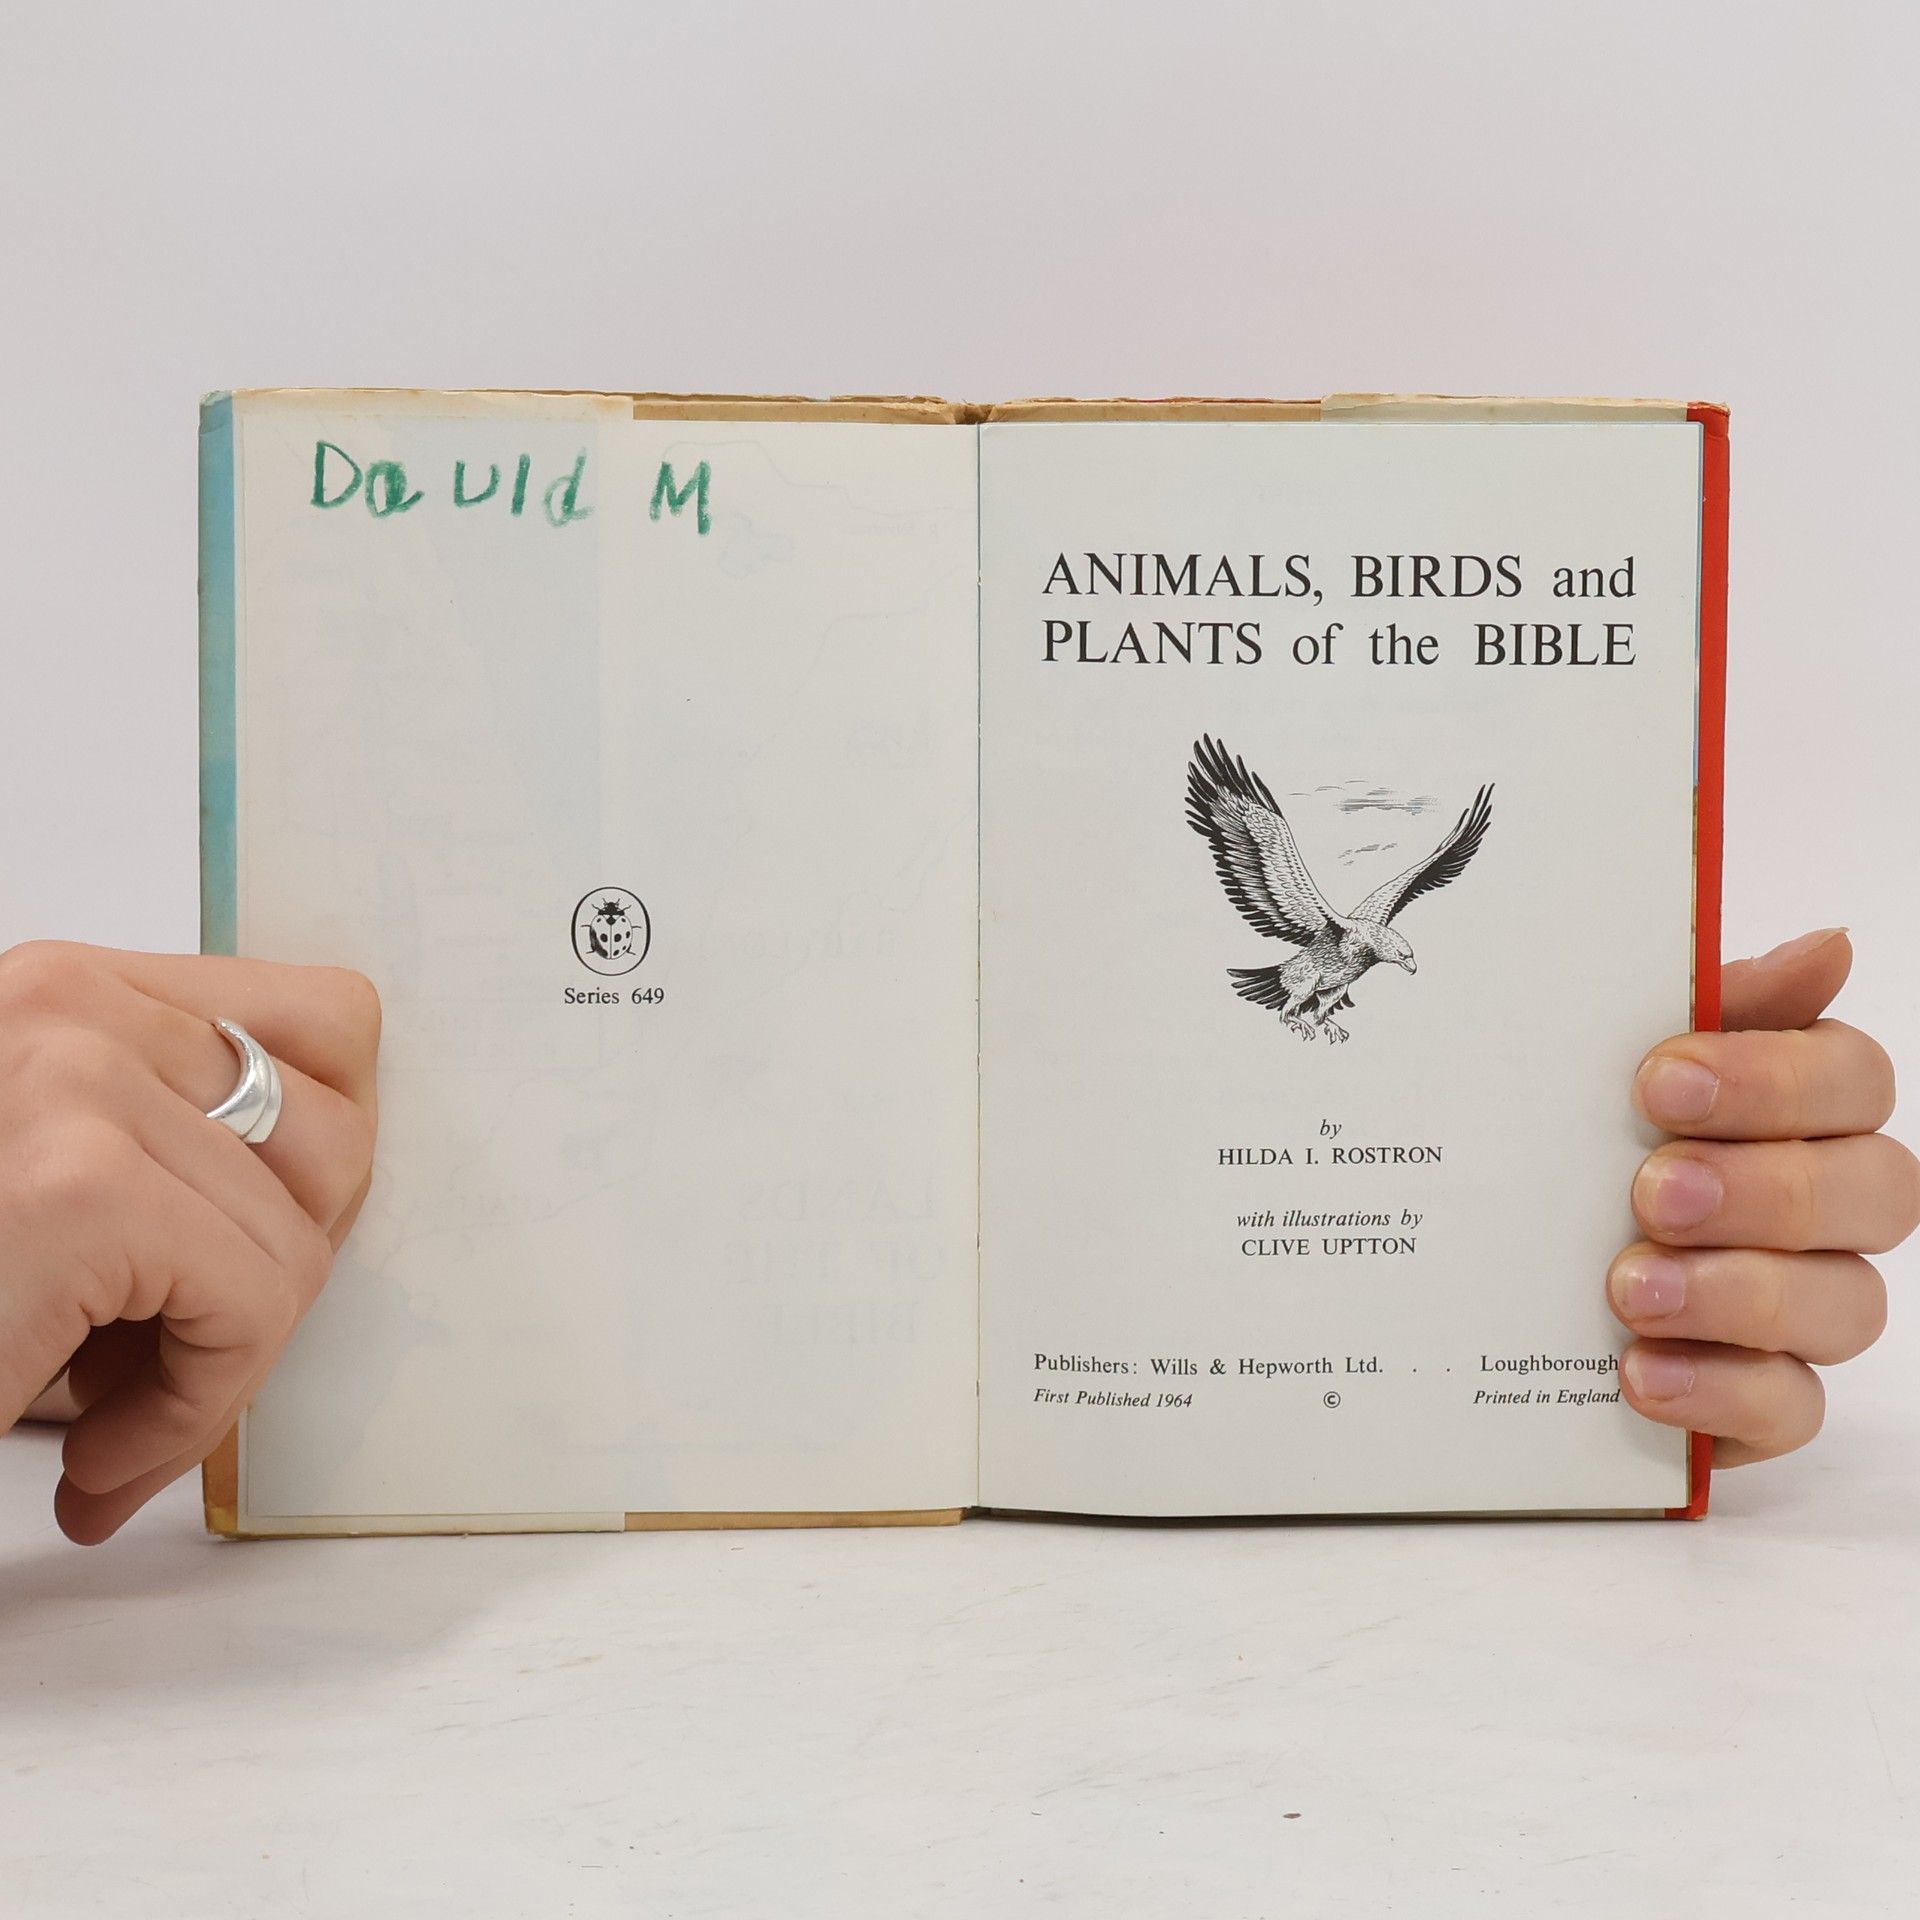 David M
Series 649
ANIMALS, BIRDS and
PLANTS of the BIBLE
by
HILDA I. ROSTRON
with illustrations by
CLIVE UPTTON
Publishers: Wills & Hepworth Ltd. . . Loughborough
First Published 1964 © Printed in England